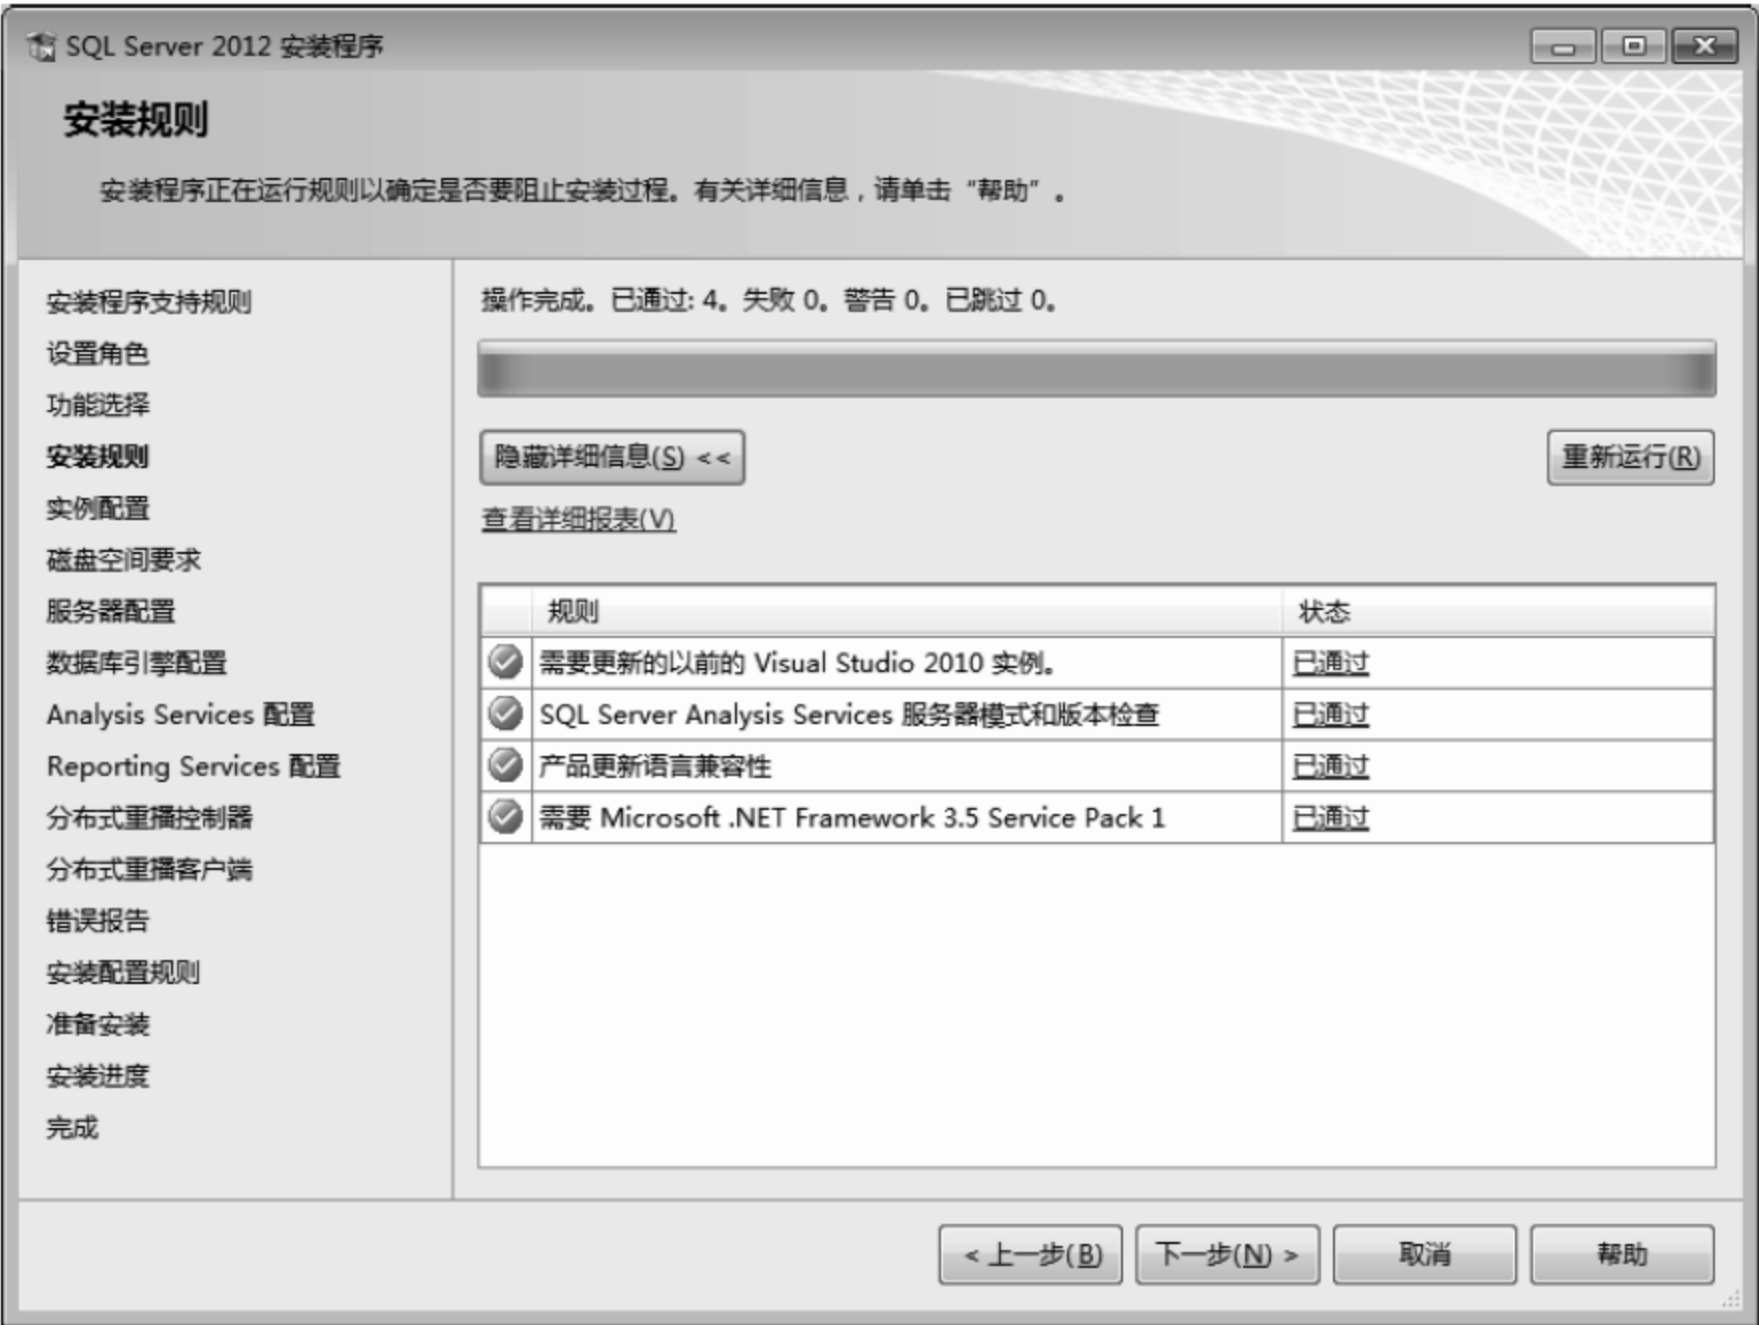 SQL Server 2012 安装程序
安装规则
安装程序正在运行规则以确定是否要阻止安装过程。有关详细信息，请单击“帮助”。
安装程序支持规则
设置角色
功能选择
安装规则
实例配置
磁盘空间要求
服务器配置
数据库引擎配置
Analysis Services 配置
Reporting Services 配置
分布式重播控制器
分布式重播客户端
错误报告
安装配置规则
准备安装
安装进度
完成
操作完成。已通过: 4。失败 0。警告 0。已跳过 0。
隐藏详细信息(S) <<
重新运行(R)
查看详细报表(V)
规则 状态
需要更新的以前的 Visual Studio 2010 实例。 已通过
SQL Server Analysis Services 服务器模式和版本检查 已通过
产品更新语言兼容性 已通过
需要 Microsoft .NET Framework 3.5 Service Pack 1 已通过
< 上一步(B) 下一步(N) > 取消 帮助